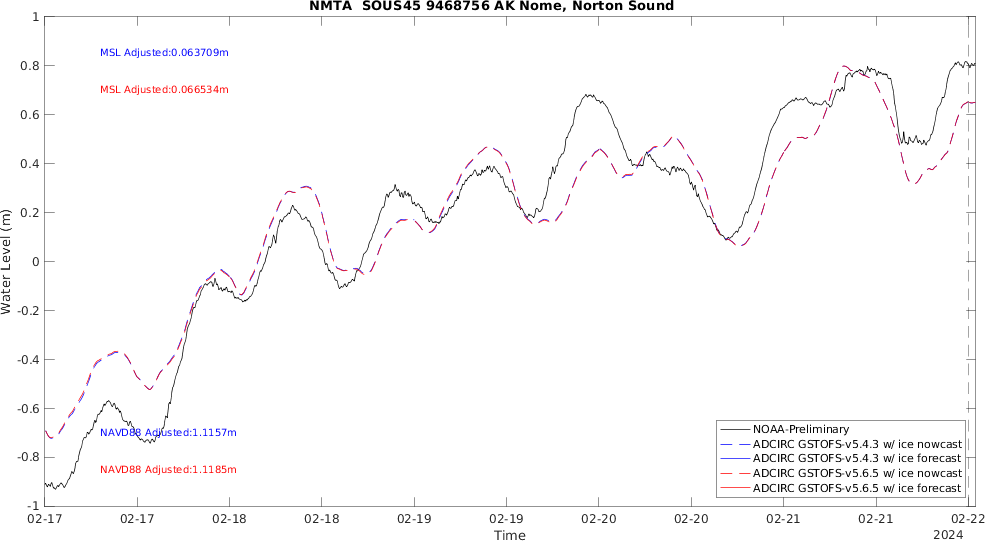 NMTA SOUS45 9468756 AK Nome, Norton Sound
1
0.8
0.6
0.4
0.2
0
-0.2
-0.4
-0.6
-0.8
-1
Water Level (m)
MSL Adjusted:0.063709m
MSL Adjusted:0.066534m
NAVD88 Adjusted:1.1157m
NAVD88 Adjusted:1.1185m
NOAA-Preliminary
ADCIRC GSTOFS-v5.4.3 w/ ice nowcast
ADCIRC GSTOFS-v5.4.3 w/ ice forecast
ADCIRC GSTOFS-v5.6.5 w/ ice nowcast
ADCIRC GSTOFS-v5.6.5 w/ ice forecast
02-17 02-17 02-18 02-18 02-19 02-19 02-20 02-20 02-21 02-21 02-22
Time
2024